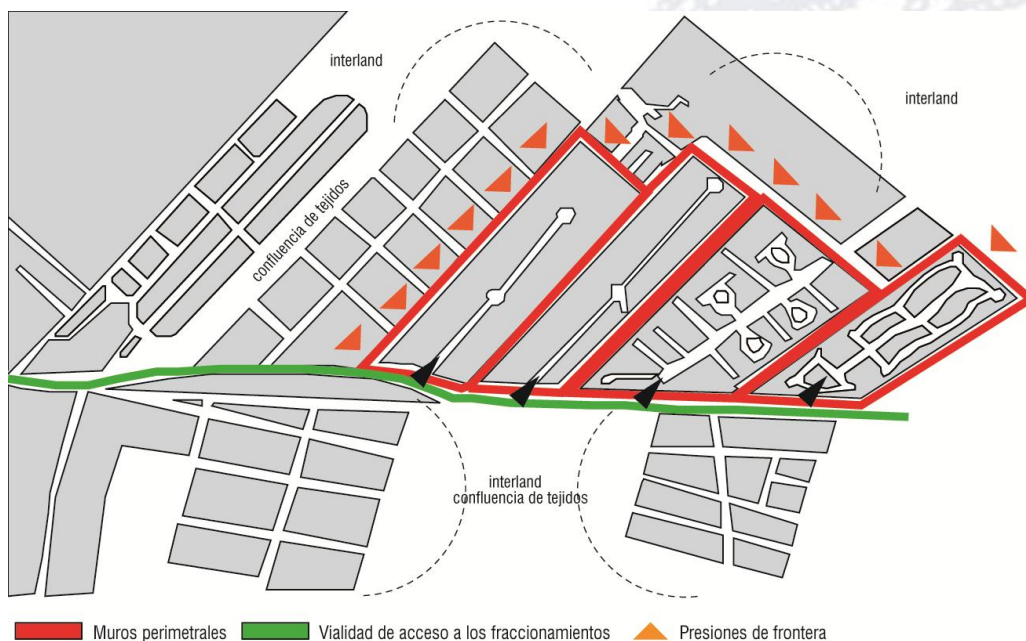 interland
interland
confluencia de tejidos
interland
confluencia de tejidos
Muros perimetrales
Vialidad de acceso a los fraccionamientos
Presiones de frontera